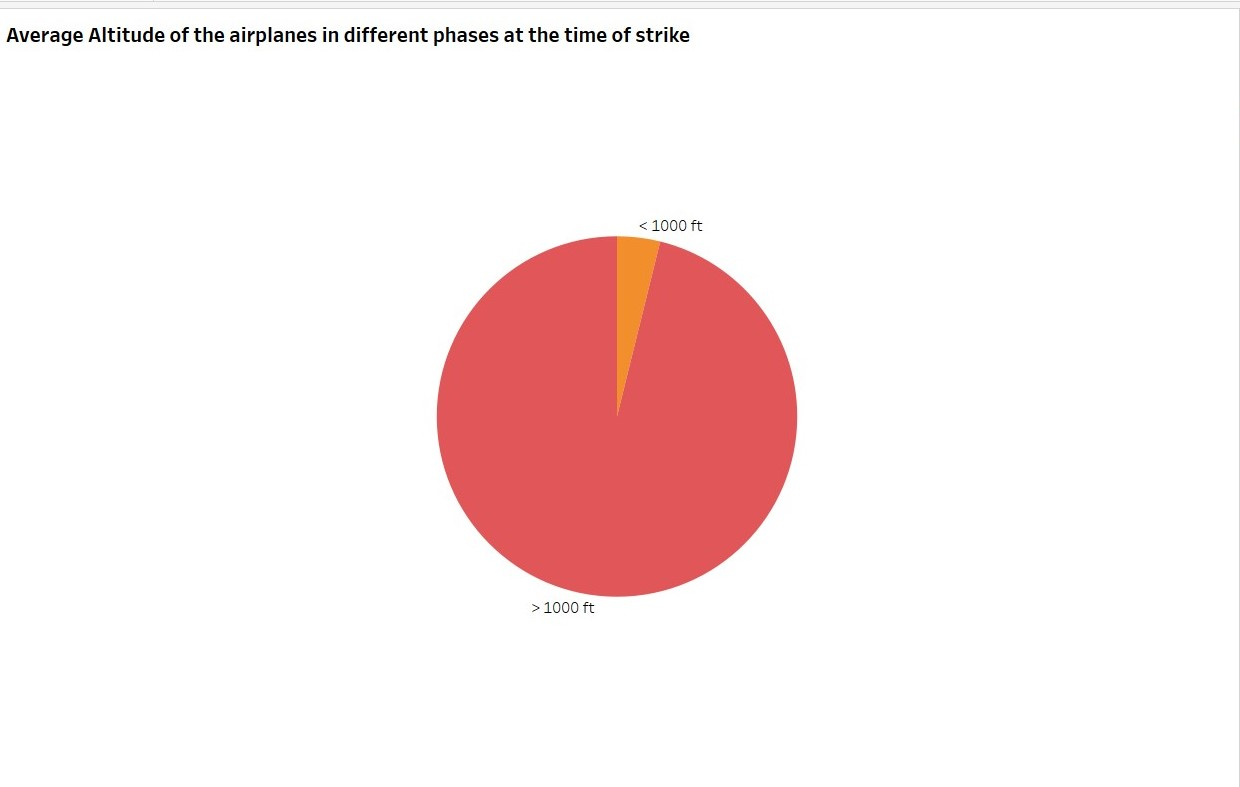 Average Altitude of the airplanes in different phases at the time of strike
< 1000 ft
> 1000 ft